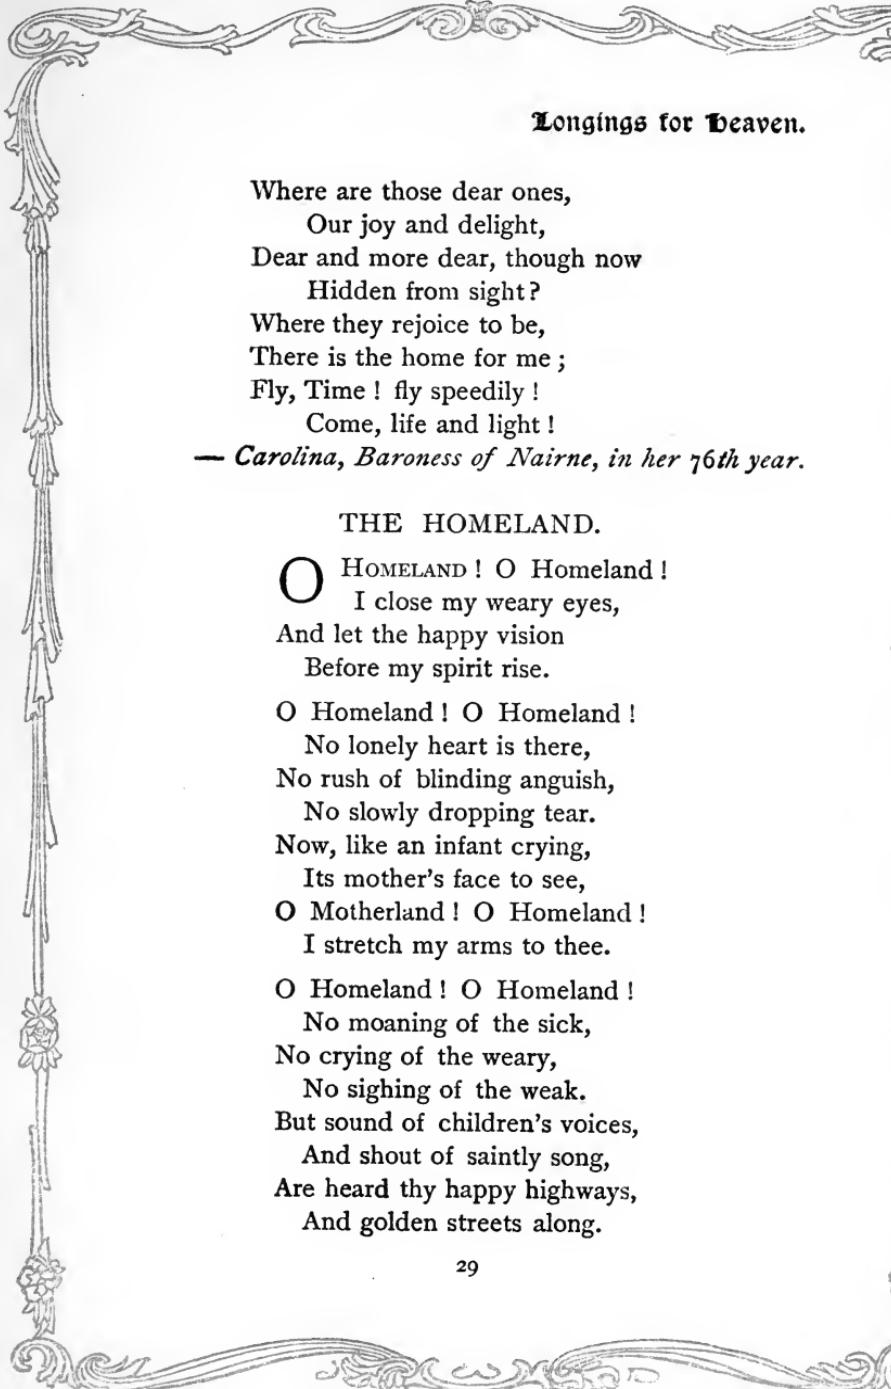 Longings for Heaven.
Where are those dear ones,
Our joy and delight,
Dear and more dear, though now
Hidden from sight?
Where they rejoice to be,
There is the home for me ;
Fly, Time ! fly speedily !
Come, life and light !
— Carolina, Baroness of Nairne, in her 76th year.
THE HOMELAND.
O HOMELAND ! O Homeland !
I close my weary eyes,
And let the happy vision
Before my spirit rise.
O Homeland ! O Homeland !
No lonely heart is there,
No rush of blinding anguish,
No slowly dropping tear.
Now, like an infant crying,
Its mother's face to see,
O Motherland ! O Homeland !
I stretch my arms to thee.
O Homeland ! O Homeland !
No moaning of the sick,
No crying of the weary,
No sighing of the weak.
But sound of children's voices,
And shout of saintly song,
Are heard thy happy highways,
And golden streets along.
29